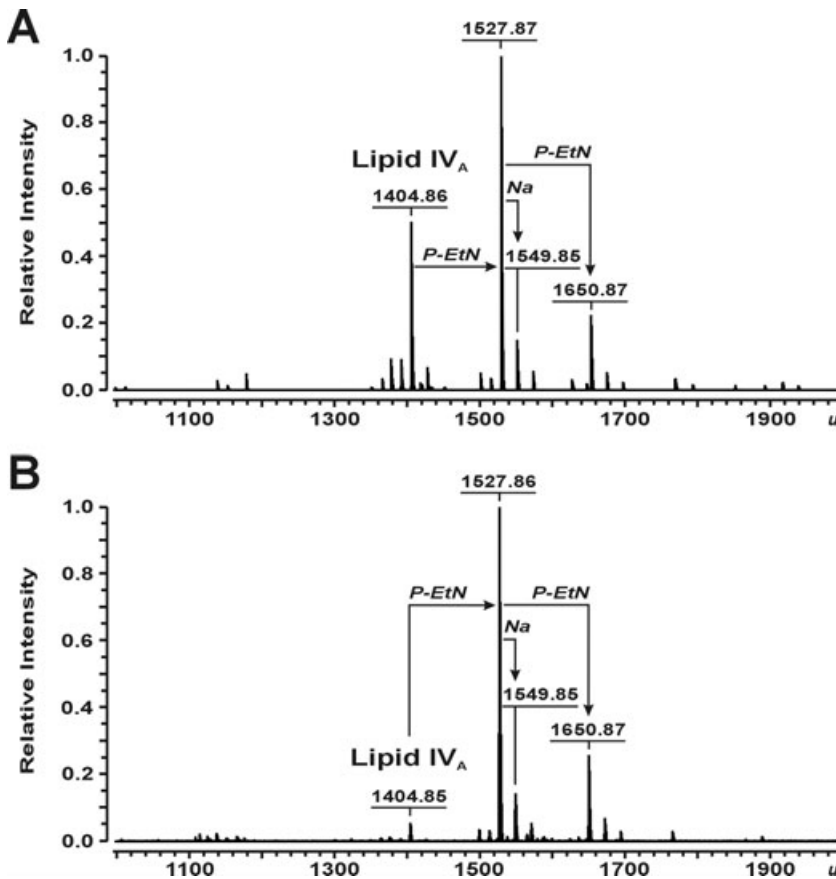 A
1527.87
1.0
0.8
P-EtN
Lipid IVA
Na
0.6
1404.86
P-EtN
1549.85
0.4
1650.87
0.2
0.0
Relative Intensity
1100 1300 1500 1700 1900 u
B
1527.86
1.0
0.8
P-EtN P-EtN
Na
0.6
1549.85
0.4
1650.87
Lipid IVA
0.2
1404.85
0.0
Relative Intensity
1100 1300 1500 1700 1900 u